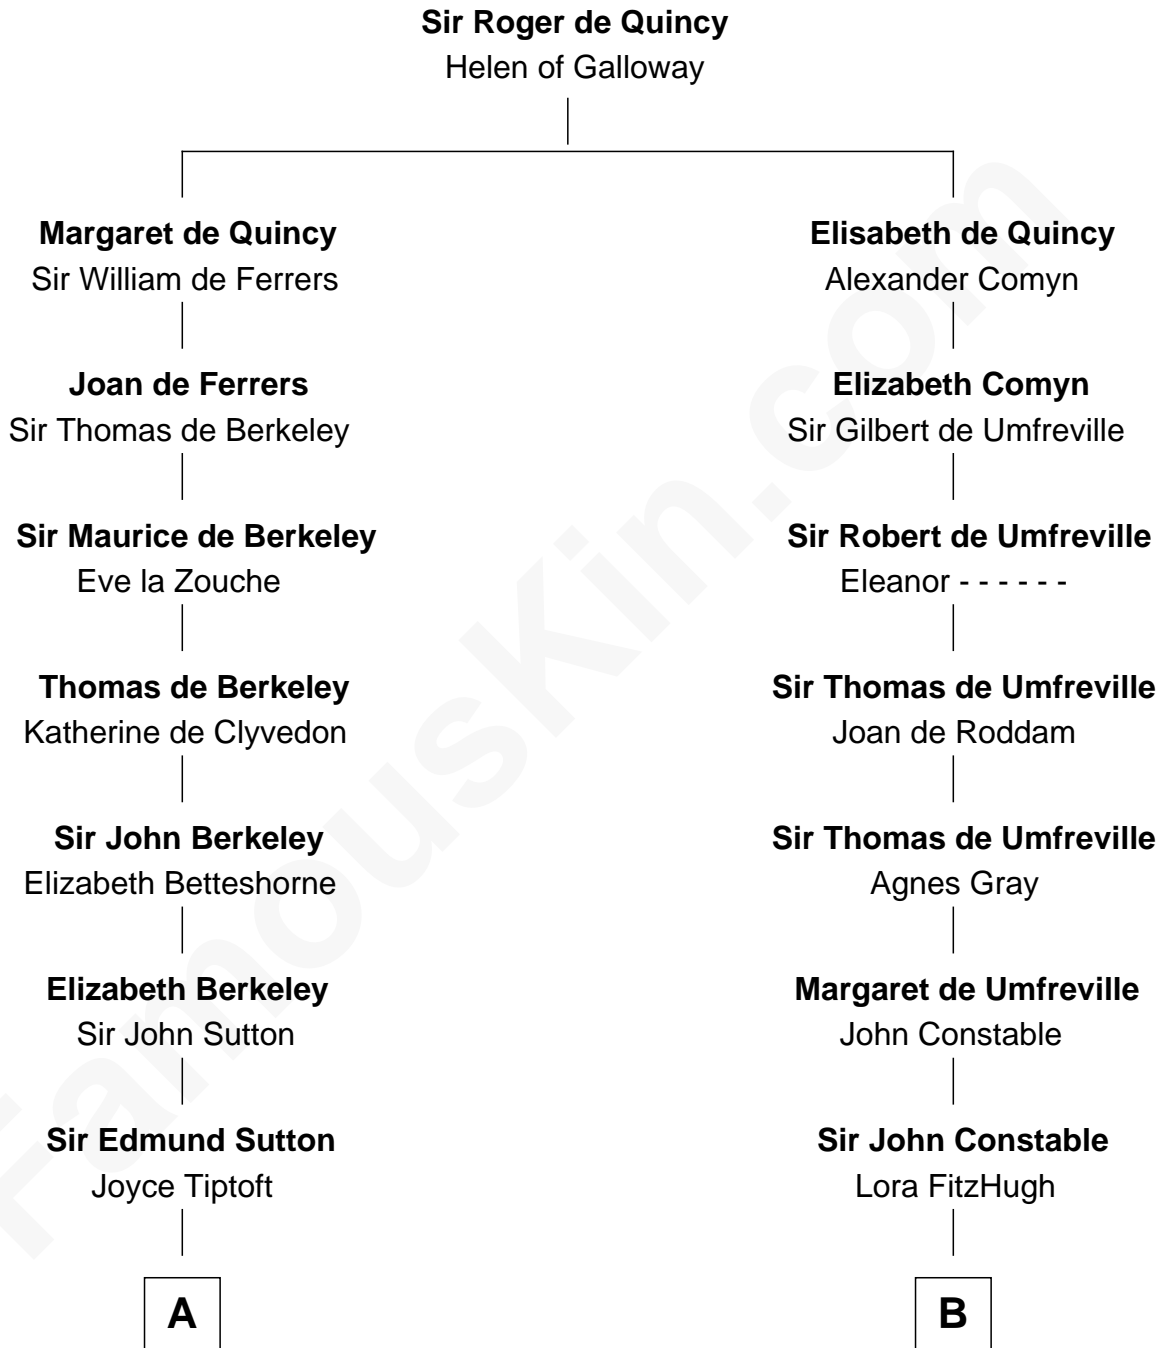 Sir Roger de Quincy
Helen of Galloway
Margaret de Quincy
Sir William de Ferrers
Elisabeth de Quincy
Alexander Comyn
Joan de Ferrers
Sir Thomas de Berkeley
Elizabeth Comyn
Sir Gilbert de Umfreville
Sir Maurice de Berkeley
Eve la Zouche
Sir Robert de Umfreville
Eleanor - - - - - -
Thomas de Berkeley
Katherine de Clyvedon
Sir Thomas de Umfreville
Joan de Roddam
Sir John Berkeley
Elizabeth Betteshorne
Sir Thomas de Umfreville
Agnes Gray
Elizabeth Berkeley
Sir John Sutton
Margaret de Umfreville
John Constable
Sir Edmund Sutton
Joyce Tiptoft
Sir John Constable
Lora FitzHugh
A
B
FamousKin.com